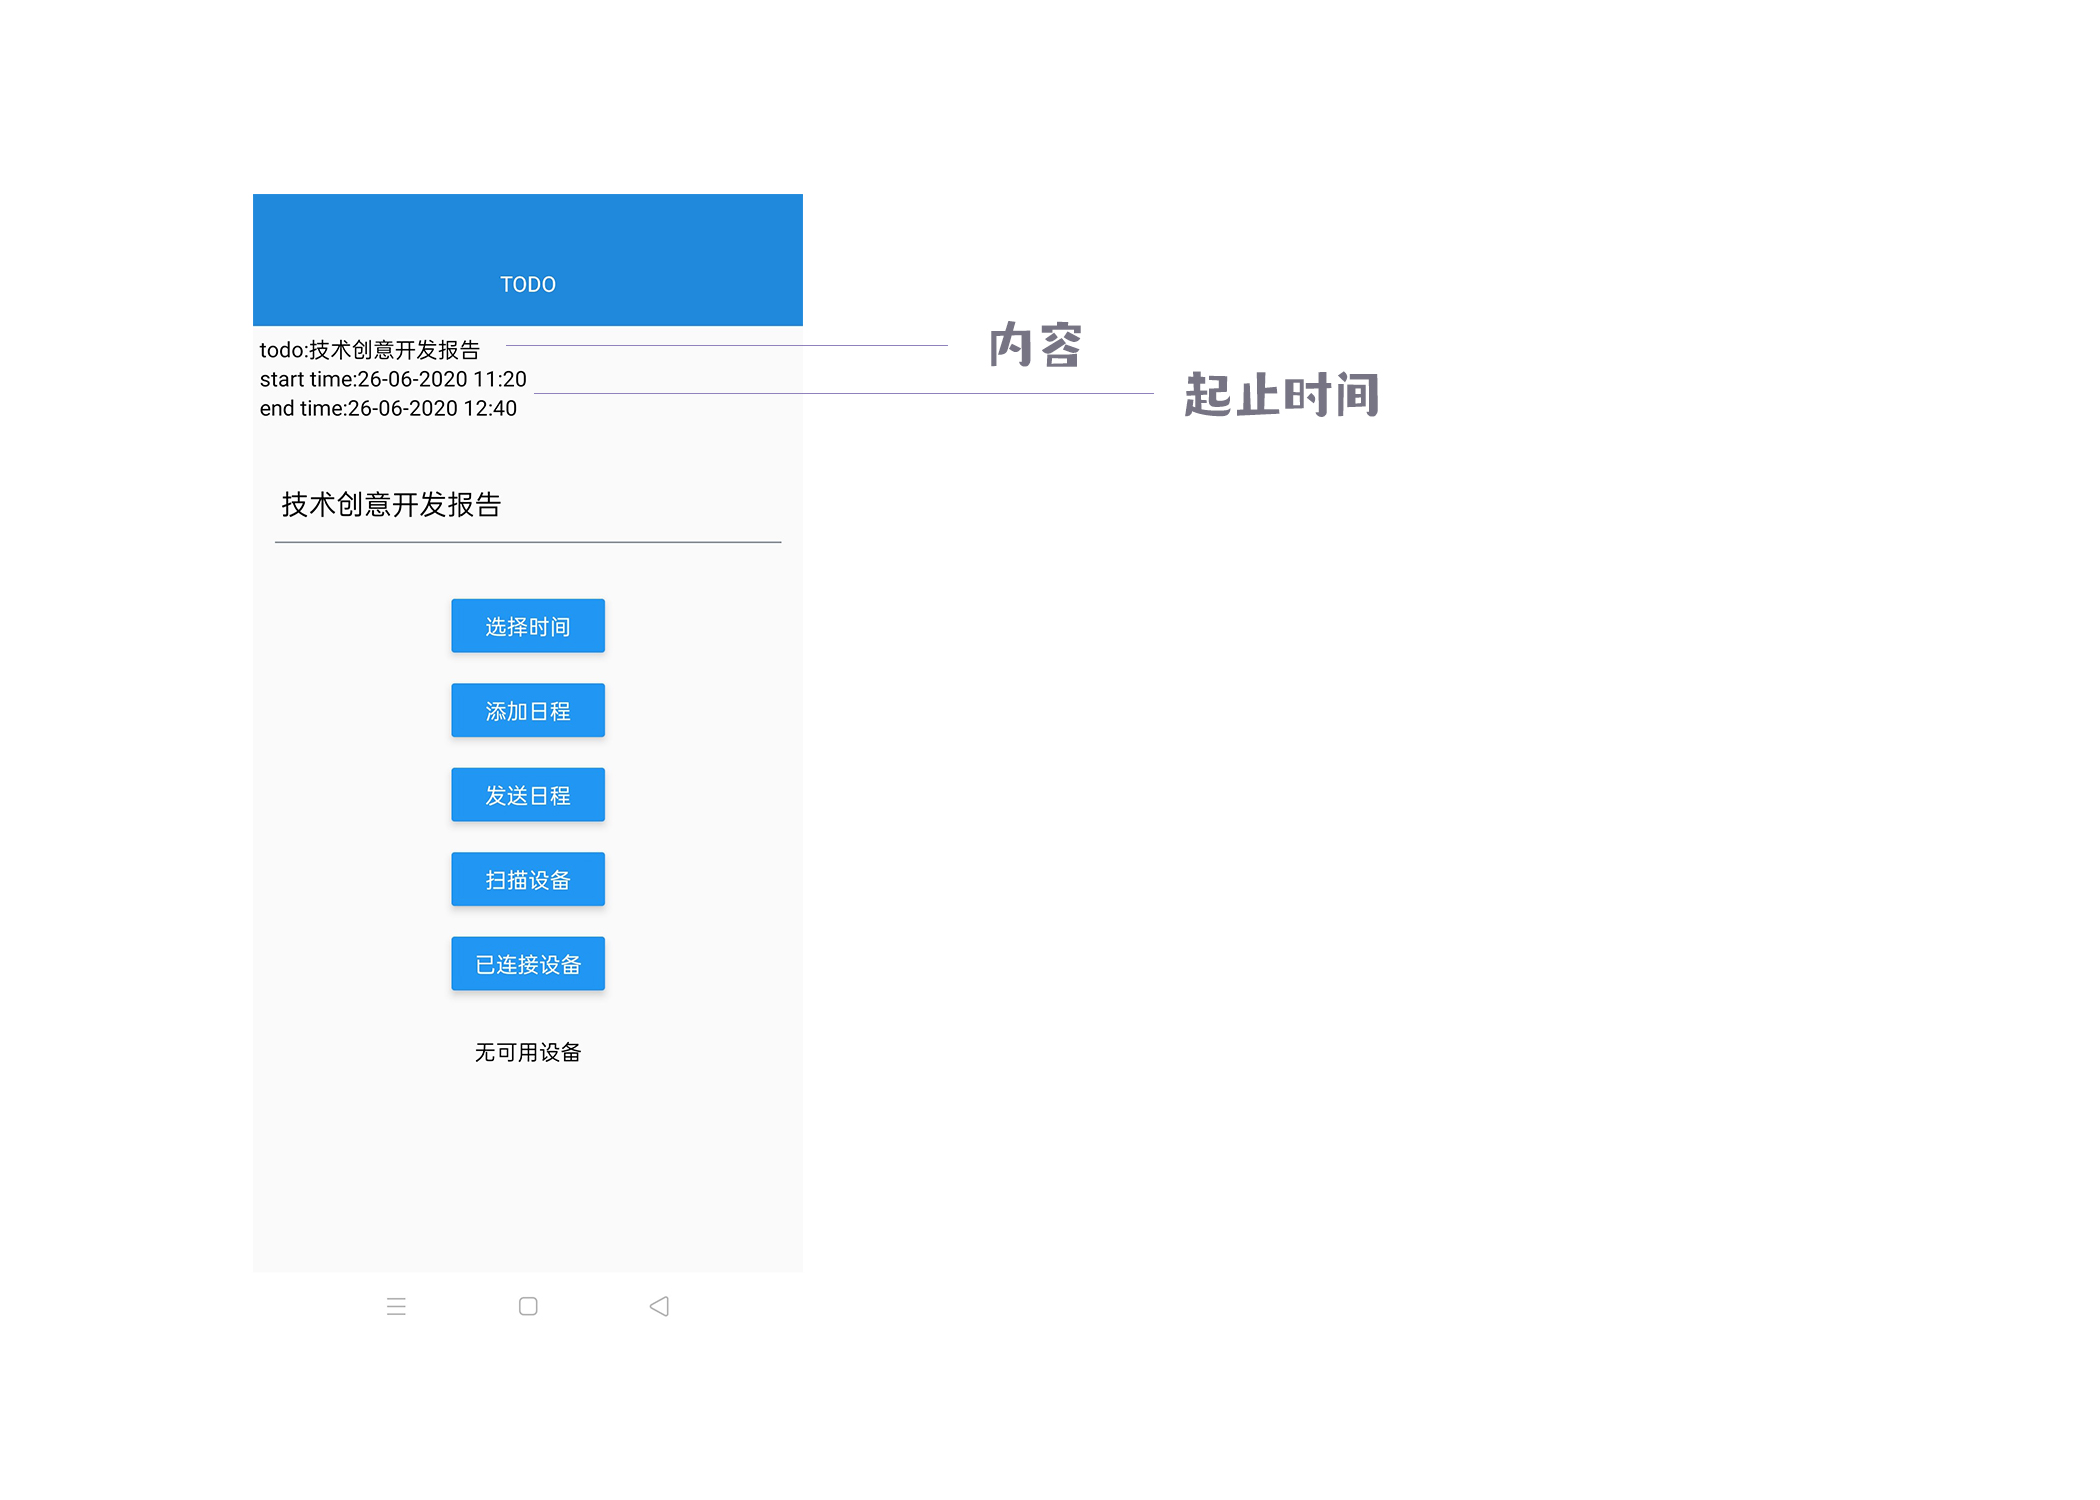 TODO
todo:技术创意开发报告
内容
start time:26-06-2020 11:20
起止时间
end time:26-06-2020 12:40
技术创意开发报告
选择时间
添加日程
发送日程
扫描设备
已连接设备
无可用设备